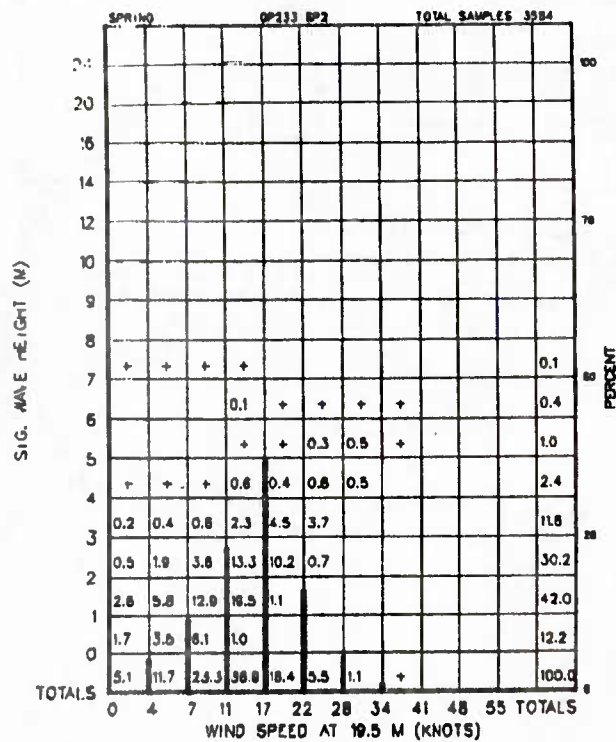 SPRING OP233 BP2 TOTAL SAMPLES 3584
24 100
20
16
14
12
10
9
8
+ + + + 0.1
7
0.1 + + + + 0.4
6
+ + 0.3 0.5 + 1.0
5
+ + + 0.6 0.4 0.8 0.5 2.4
4
0.2 0.4 0.8 2.3 4.5 3.7 11.6
3
0.5 1.9 3.6 13.3 10.2 0.7 30.2
2
2.6 5.8 12.9 19.5 1.1 42.0
1
1.7 3.6 6.1 1.0 12.2
0
5.1 11.7 23.3 36.8 18.4 5.5 1.1 + 100.0
TOTALS
0 4 7 11 17 22 28 34 41 48 55 TOTALS
WIND SPEED AT 19.5 M (KNOTS)
SIG. WAVE HEIGHT (M)
PERCENT